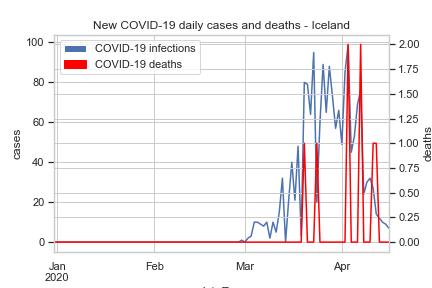 New COVID-19 daily cases and deaths - Iceland
COVID-19 infections
COVID-19 deaths
100
80
60
40
20
0
cases
2.00
1.75
1.50
1.25
1.00
0.75
0.50
0.25
0.00
deaths
Jan
2020
Feb
Mar
Apr